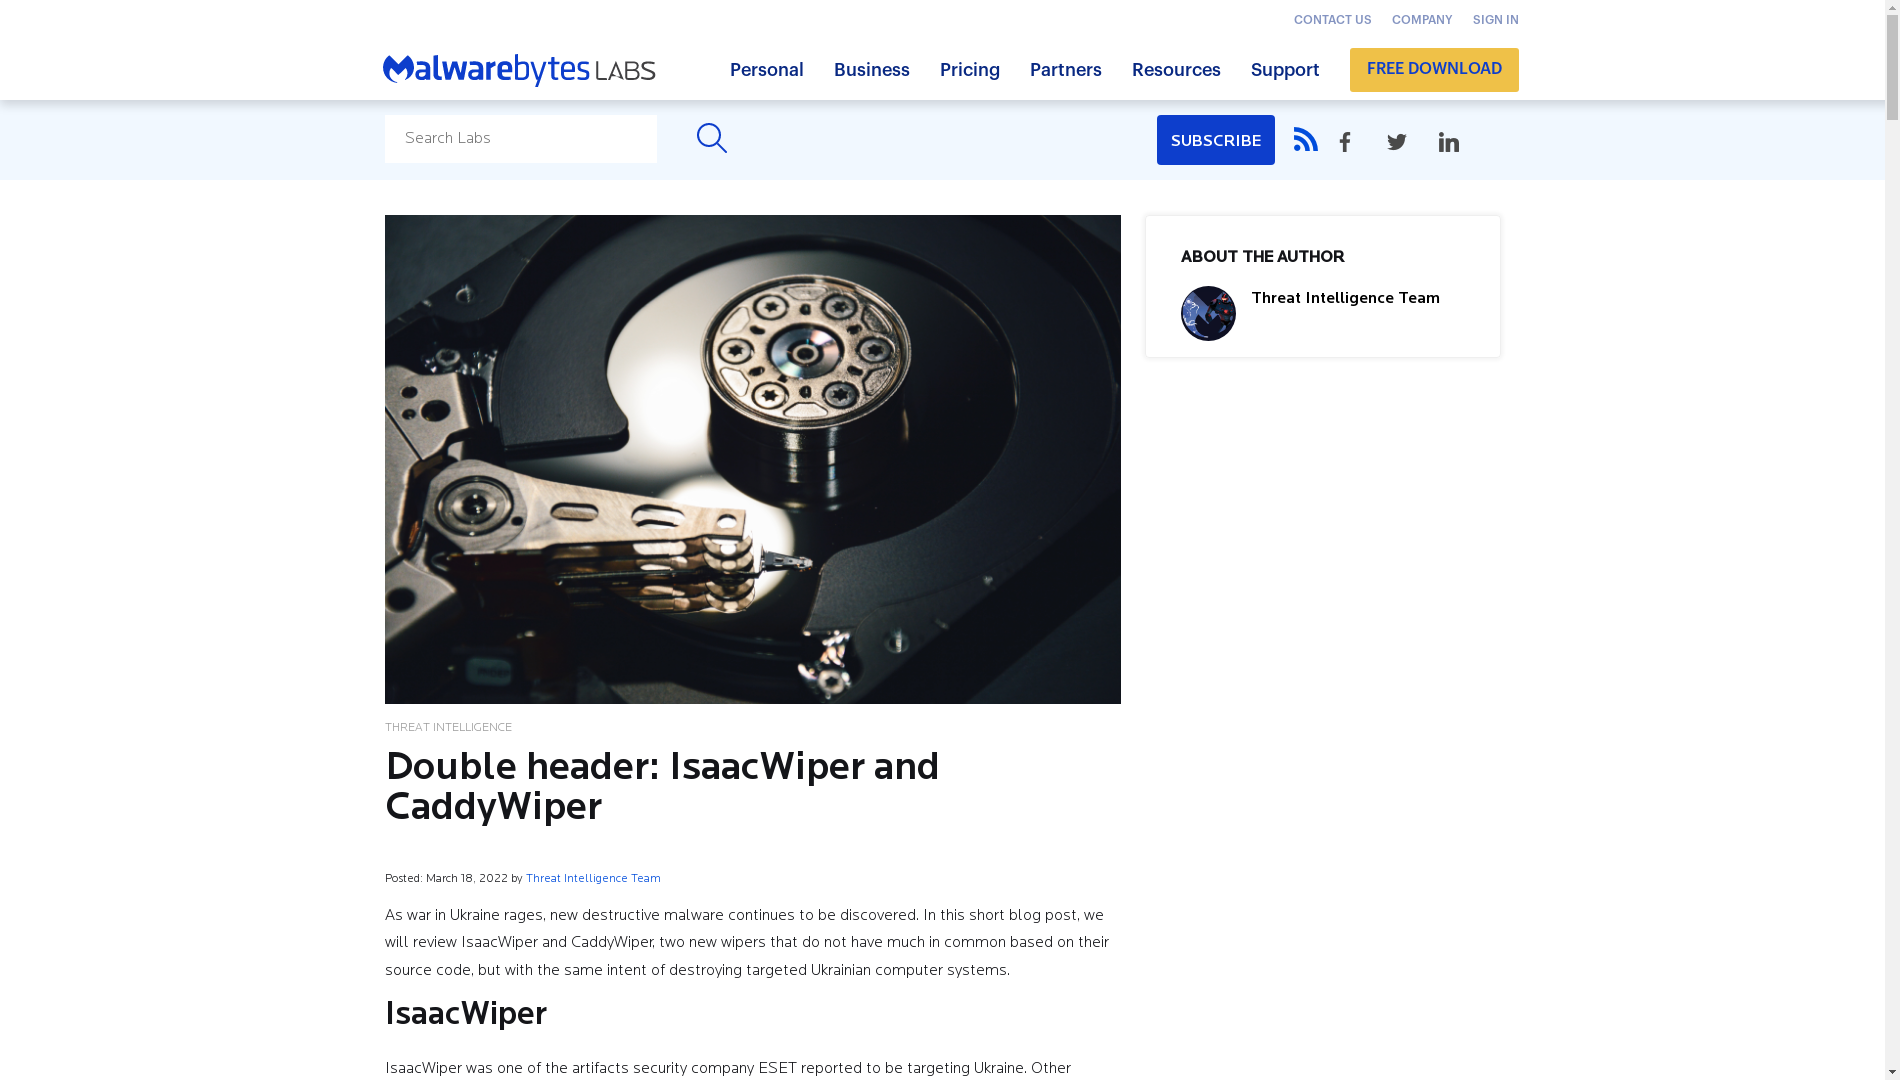 CONTACT US COMPANY SIGN IN
Malwarebytes LABS Personal Business Pricing Partners Resources Support FREE DOWNLOAD
Search Labs SUBSCRIBE
ABOUT THE AUTHOR
Threat Intelligence Team
THREAT INTELLIGENCE
Double header: IsaacWiper and
CaddyWiper
Posted: March 18, 2022 by Threat Intelligence Team
As war in Ukraine rages, new destructive malware continues to be discovered. In this short blog post, we
will review IsaacWiper and CaddyWiper, two new wipers that do not have much in common based on their
source code, but with the same intent of destroying targeted Ukrainian computer systems.
IsaacWiper
IsaacWiper was one of the artifacts security company ESET reported to be targeting Ukraine. Other